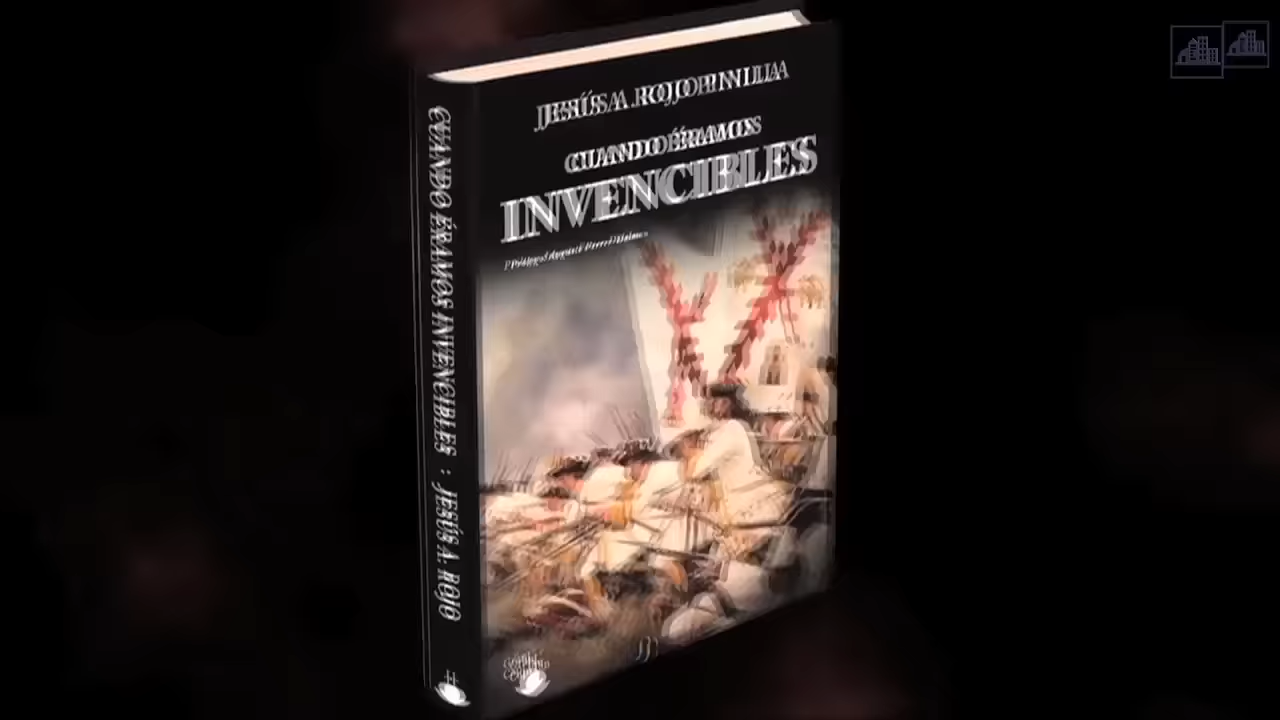 JESÚS A. ROJO PINILLA
CUANDO ÉRAMOS
INVENCIBLES
CUANDO ÉRAMOS INVENCIBLES : JESÚS A. ROJO